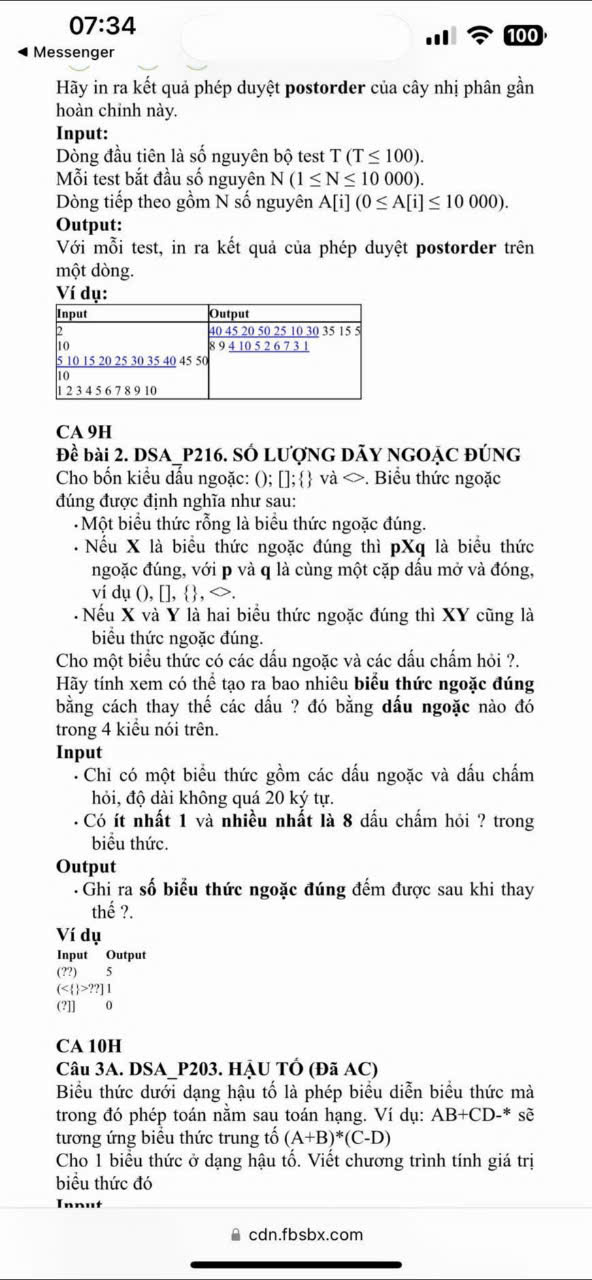 07:34
100
◀ Messenger
Hãy in ra kết quả phép duyệt postorder của cây nhị phân gần
hoàn chỉnh này.
Input:
Dòng đầu tiên là số nguyên bộ test T (T ≤ 100).
Mỗi test bắt đầu số nguyên N (1 ≤ N ≤ 10 000).
Dòng tiếp theo gồm N số nguyên A[i] (0 ≤ A[i] ≤ 10 000).
Output:
Với mỗi test, in ra kết quả của phép duyệt postorder trên
một dòng.
Ví dụ:
Input Output
2 40 45 20 50 25 10 30 35 15 5
10 8 9 4 10 5 2 6 7 3 1
5 10 15 20 25 30 35 40 45 50
10
1 2 3 4 5 6 7 8 9 10
CA 9H
Đề bài 2. DSA_P216. SỐ LƯỢNG DÃY NGOẶC ĐÚNG
Cho bốn kiểu dấu ngoặc: (); [];{} và <>. Biểu thức ngoặc
đúng được định nghĩa như sau:
• Một biểu thức rỗng là biểu thức ngoặc đúng.
• Nếu X là biểu thức ngoặc đúng thì pXq là biểu thức
ngoặc đúng, với p và q là cùng một cặp dấu mở và đóng,
ví dụ (), [], {}, <>.
• Nếu X và Y là hai biểu thức ngoặc đúng thì XY cũng là
biểu thức ngoặc đúng.
Cho một biểu thức có các dấu ngoặc và các dấu chấm hỏi ?.
Hãy tính xem có thể tạo ra bao nhiêu biểu thức ngoặc đúng
bằng cách thay thế các dấu ? đó bằng dấu ngoặc nào đó
trong 4 kiểu nói trên.
Input
• Chỉ có một biểu thức gồm các dấu ngoặc và dấu chấm
hỏi, độ dài không quá 20 ký tự.
• Có ít nhất 1 và nhiều nhất là 8 dấu chấm hỏi ? trong
biểu thức.
Output
• Ghi ra số biểu thức ngoặc đúng đếm được sau khi thay
thế ?.
Ví dụ
Input Output
(??) 5
(<{}>??]1
(?]] 0
CA 10H
Câu 3A. DSA_P203. HẬU TỐ (Đã AC)
Biểu thức dưới dạng hậu tố là phép biểu diễn biểu thức mà
trong đó phép toán nằm sau toán hạng. Ví dụ: AB+CD-* sẽ
tương ứng biểu thức trung tố (A+B)*(C-D)
Cho 1 biểu thức ở dạng hậu tố. Viết chương trình tính giá trị
biểu thức đó
Input
cdn.fbsbx.com